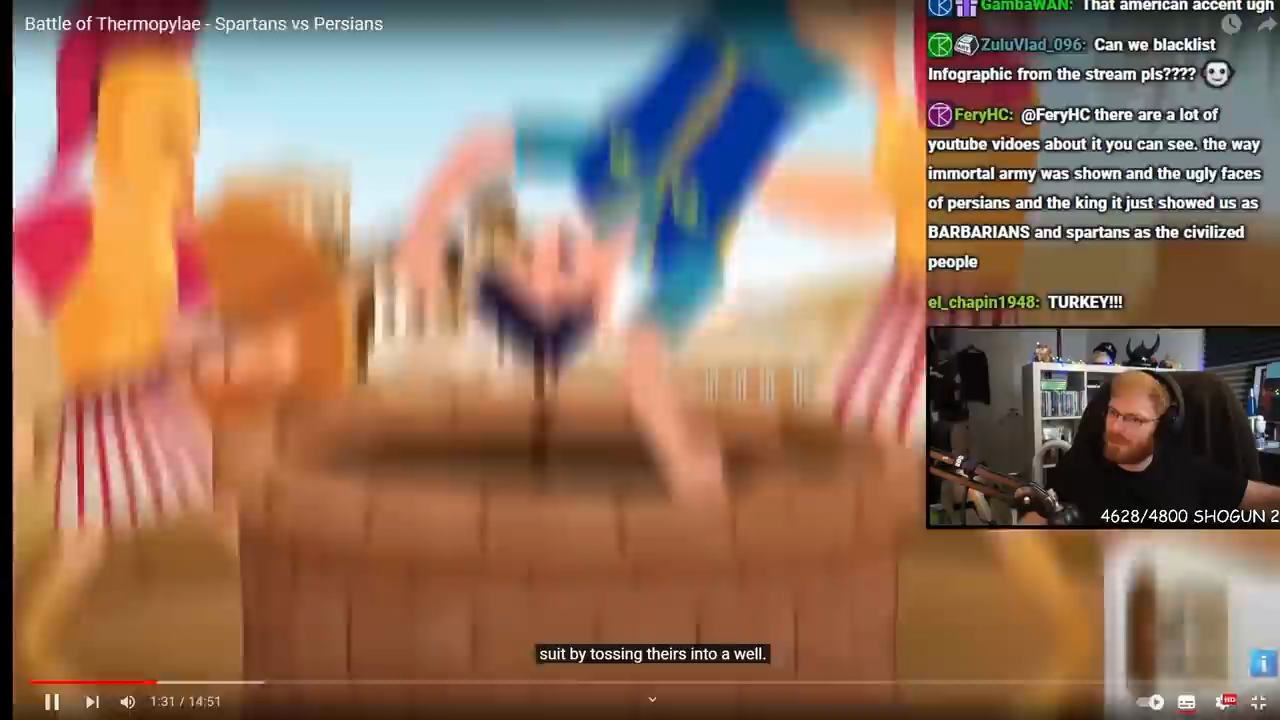 Battle of Thermopylae - Spartans vs Persians
GambaWAN: That american accent ugh
ZuluVlad_096: Can we blacklist
Infographic from the stream pls????
FeryHC: @FeryHC there are a lot of
youtube vidoes about it you can see. the way
immortal army was shown and the ugly faces
of persians and the king it just showed us as
BARBARIANS and spartans as the civilized
people
el_chapin1948: TURKEY!!!
4628/4800 SHOGUN 2
suit by tossing theirs into a well.
1:31 / 14:51
HD